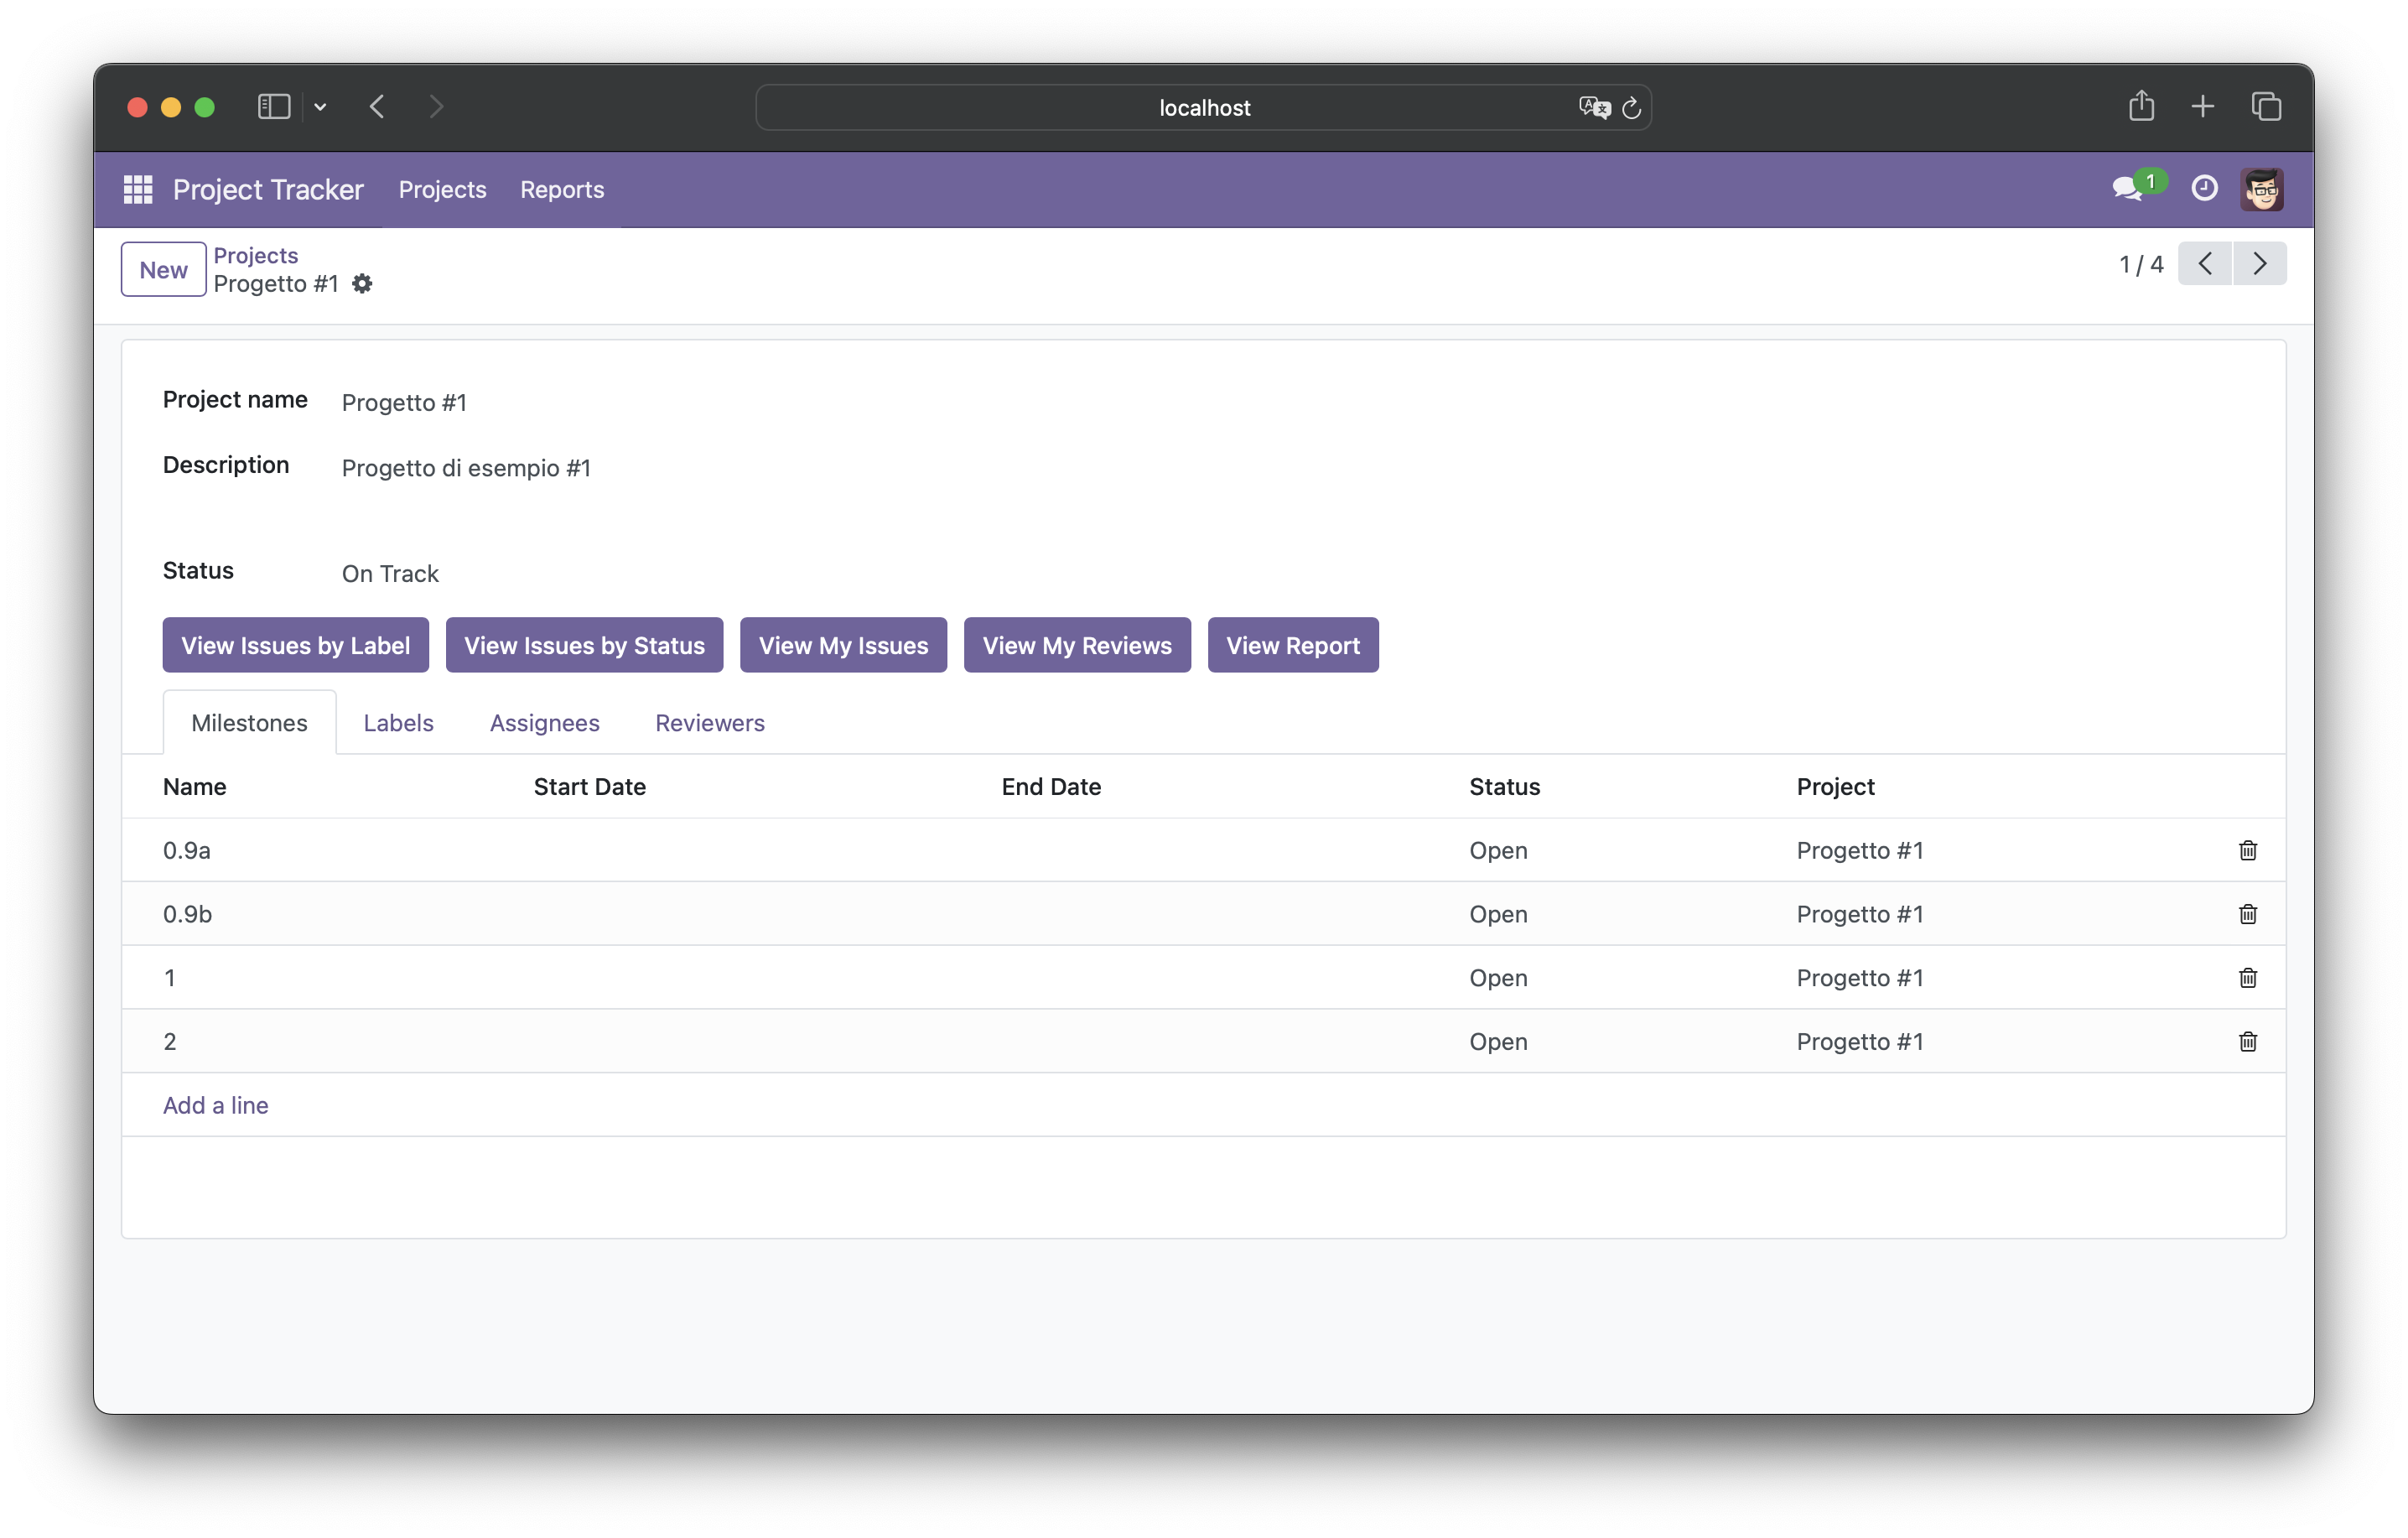 localhost
Project Tracker Projects Reports 1
New Projects 1 / 4
Progetto #1
Project name Progetto #1
Description Progetto di esempio #1
Status On Track
View Issues by Label View Issues by Status View My Issues View My Reviews View Report
Milestones Labels Assignees Reviewers
Name Start Date End Date Status Project
0.9a Open Progetto #1
0.9b Open Progetto #1
1 Open Progetto #1
2 Open Progetto #1
Add a line